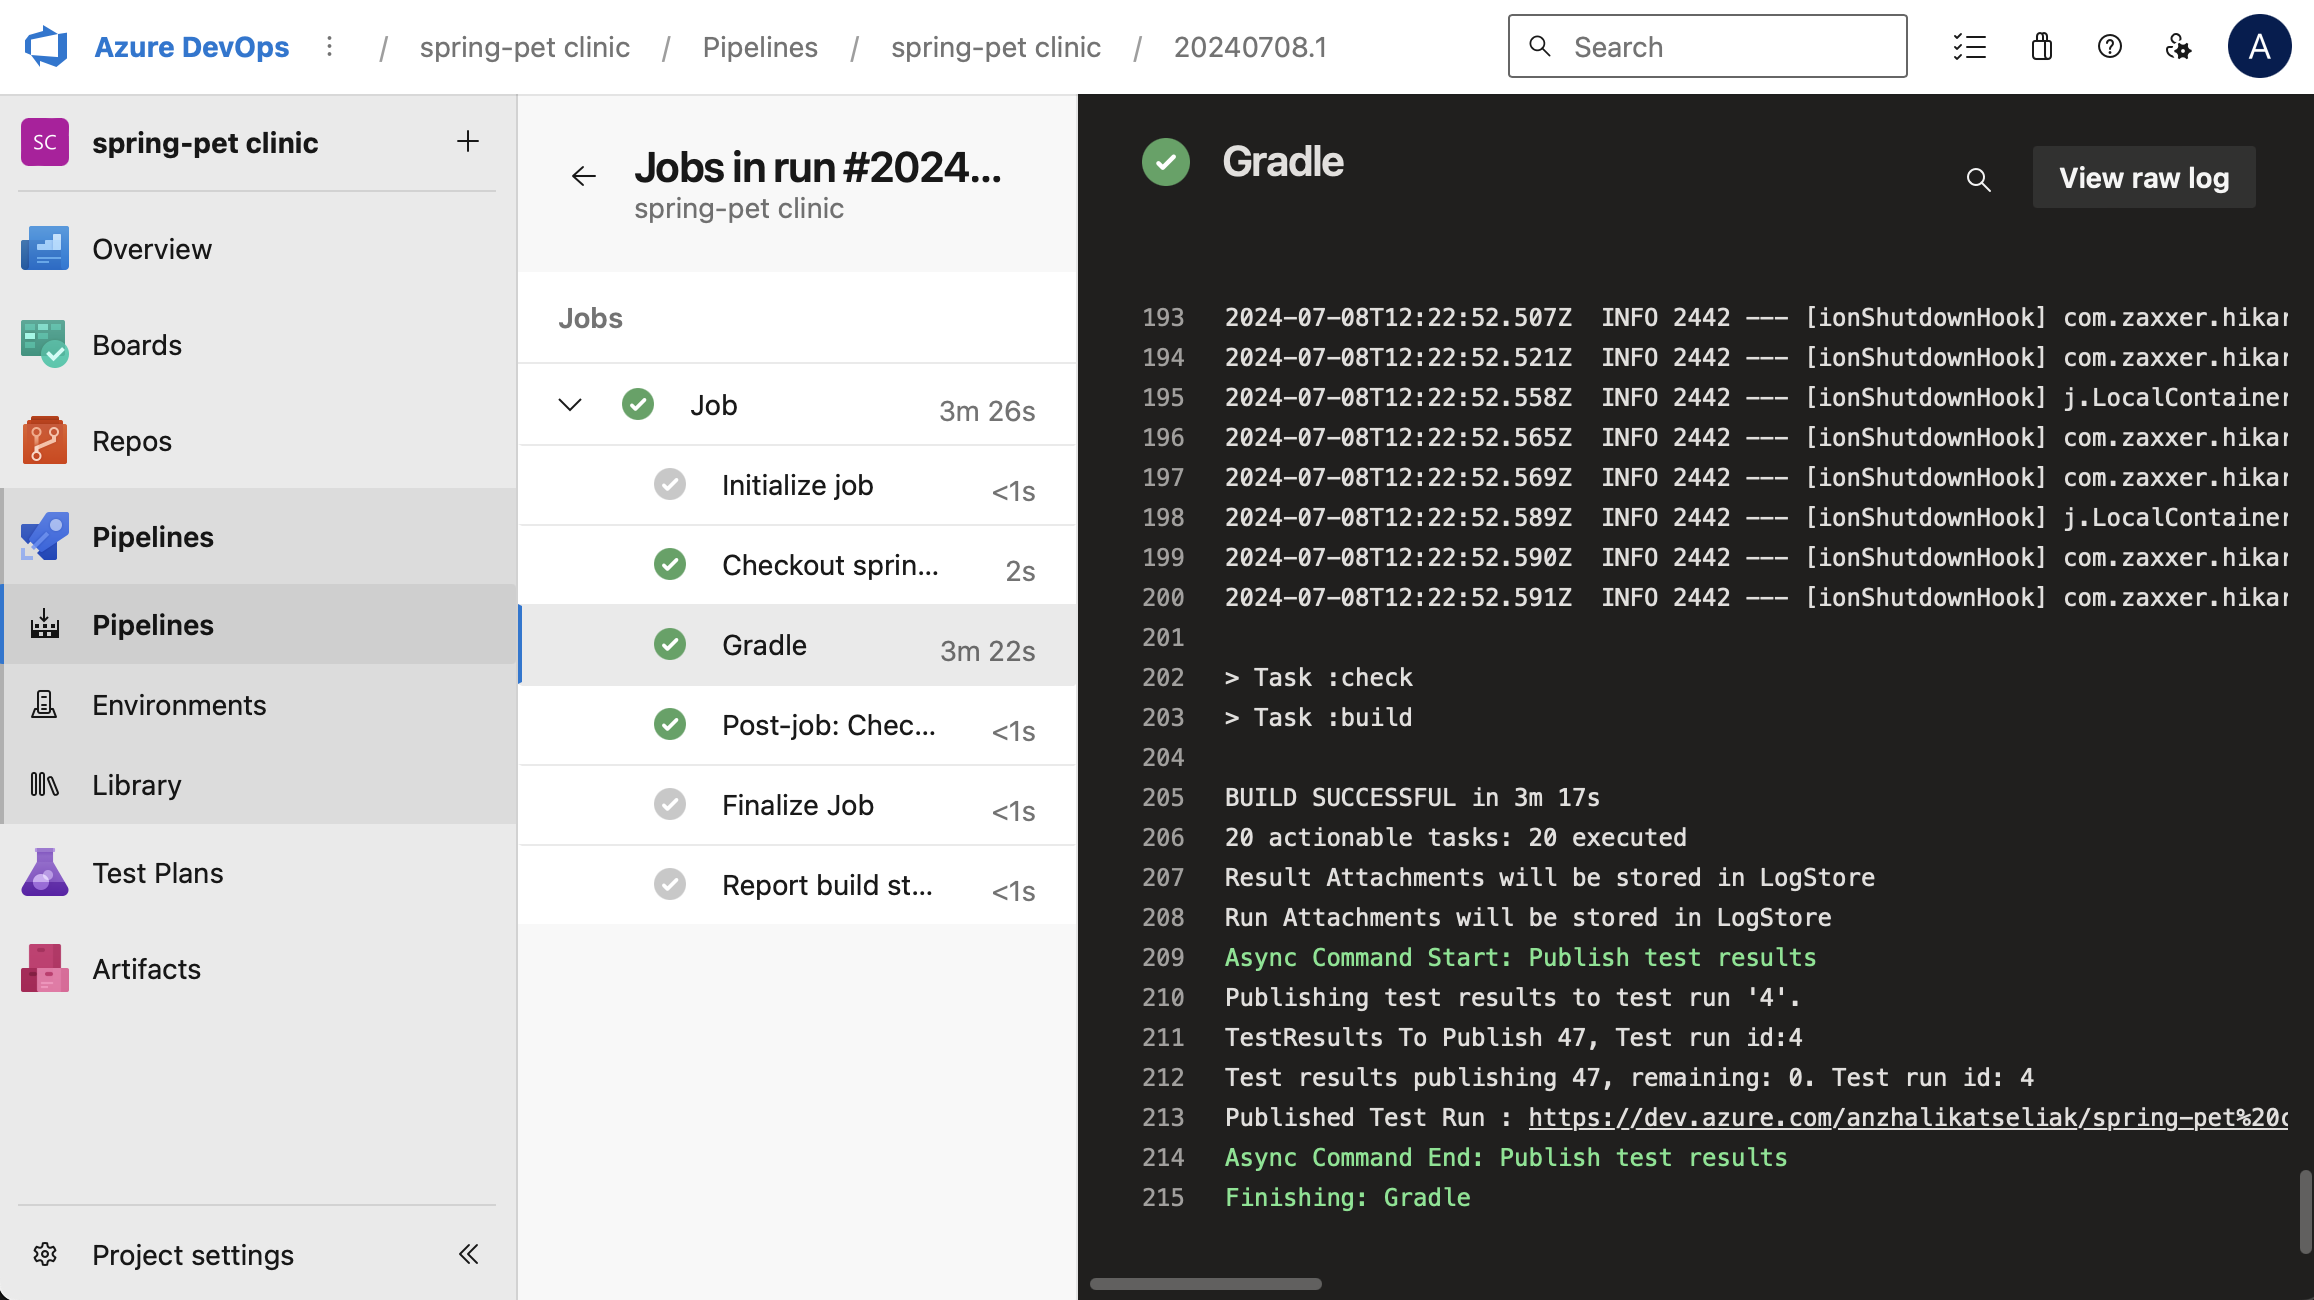 Azure DevOps / spring-pet clinic / Pipelines / spring-pet clinic / 20240708.1
Search
A
SC spring-pet clinic
Overview
Boards
Repos
Pipelines
Pipelines
Environments
Library
Test Plans
Artifacts
Project settings
Jobs in run #2024...
spring-pet clinic
Jobs
Job 3m 26s
Initialize job <1s
Checkout sprin... 2s
Gradle 3m 22s
Post-job: Chec... <1s
Finalize Job <1s
Report build st... <1s
Gradle
View raw log
193 2024-07-08T12:22:52.507Z  INFO 2442 --- [ionShutdownHook] com.zaxxer.hikar
194 2024-07-08T12:22:52.521Z  INFO 2442 --- [ionShutdownHook] com.zaxxer.hikar
195 2024-07-08T12:22:52.558Z  INFO 2442 --- [ionShutdownHook] j.LocalContainer
196 2024-07-08T12:22:52.565Z  INFO 2442 --- [ionShutdownHook] com.zaxxer.hikar
197 2024-07-08T12:22:52.569Z  INFO 2442 --- [ionShutdownHook] com.zaxxer.hikar
198 2024-07-08T12:22:52.589Z  INFO 2442 --- [ionShutdownHook] j.LocalContainer
199 2024-07-08T12:22:52.590Z  INFO 2442 --- [ionShutdownHook] com.zaxxer.hikar
200 2024-07-08T12:22:52.591Z  INFO 2442 --- [ionShutdownHook] com.zaxxer.hikar
201
202 > Task :check
203 > Task :build
204
205 BUILD SUCCESSFUL in 3m 17s
206 20 actionable tasks: 20 executed
207 Result Attachments will be stored in LogStore
208 Run Attachments will be stored in LogStore
209 Async Command Start: Publish test results
210 Publishing test results to test run '4'.
211 TestResults To Publish 47, Test run id:4
212 Test results publishing 47, remaining: 0. Test run id: 4
213 Published Test Run : https://dev.azure.com/anzhalikatseliak/spring-pet%20c
214 Async Command End: Publish test results
215 Finishing: Gradle